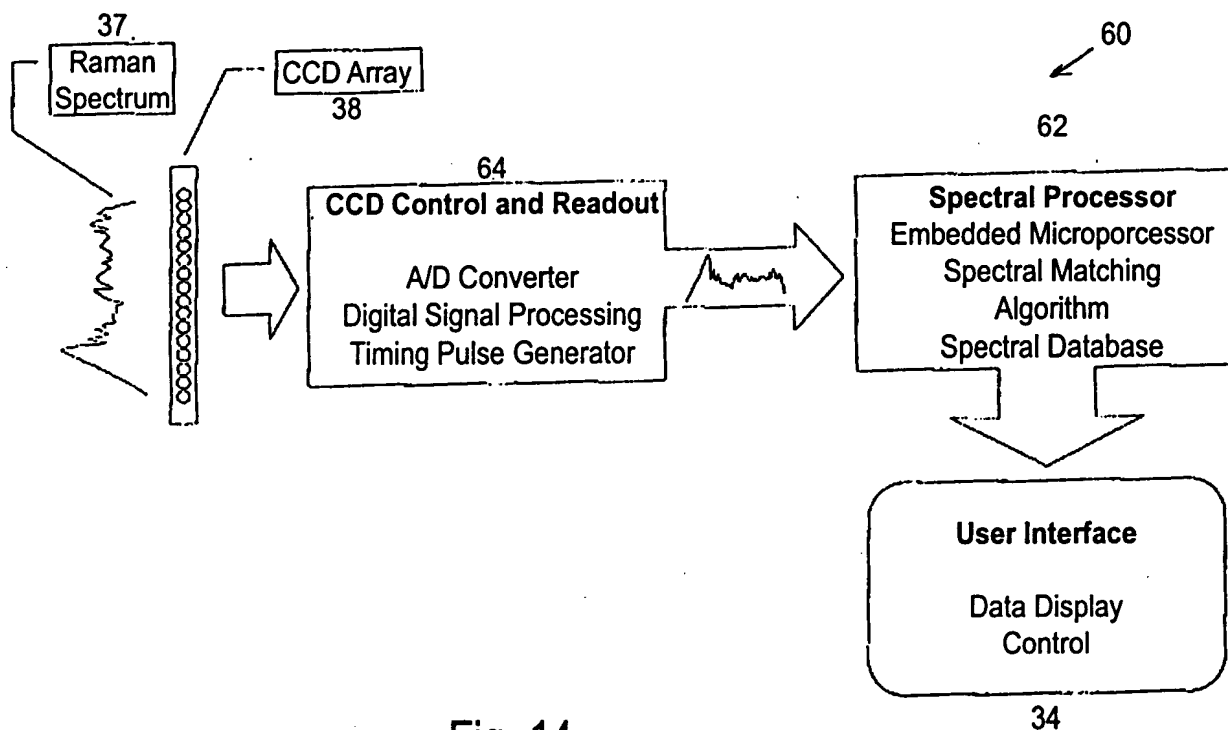 37.
Raman
Spectrum
CCD Array
38
60
62
64
CCD Control and Readout
A/D Converter
Digital Signal Processing
Timing Pulse Generator
Spectral Processor
Embedded Microporcessor
Spectral Matching
Algorithm
Spectral Database
User Interface
Data Display
Control
34